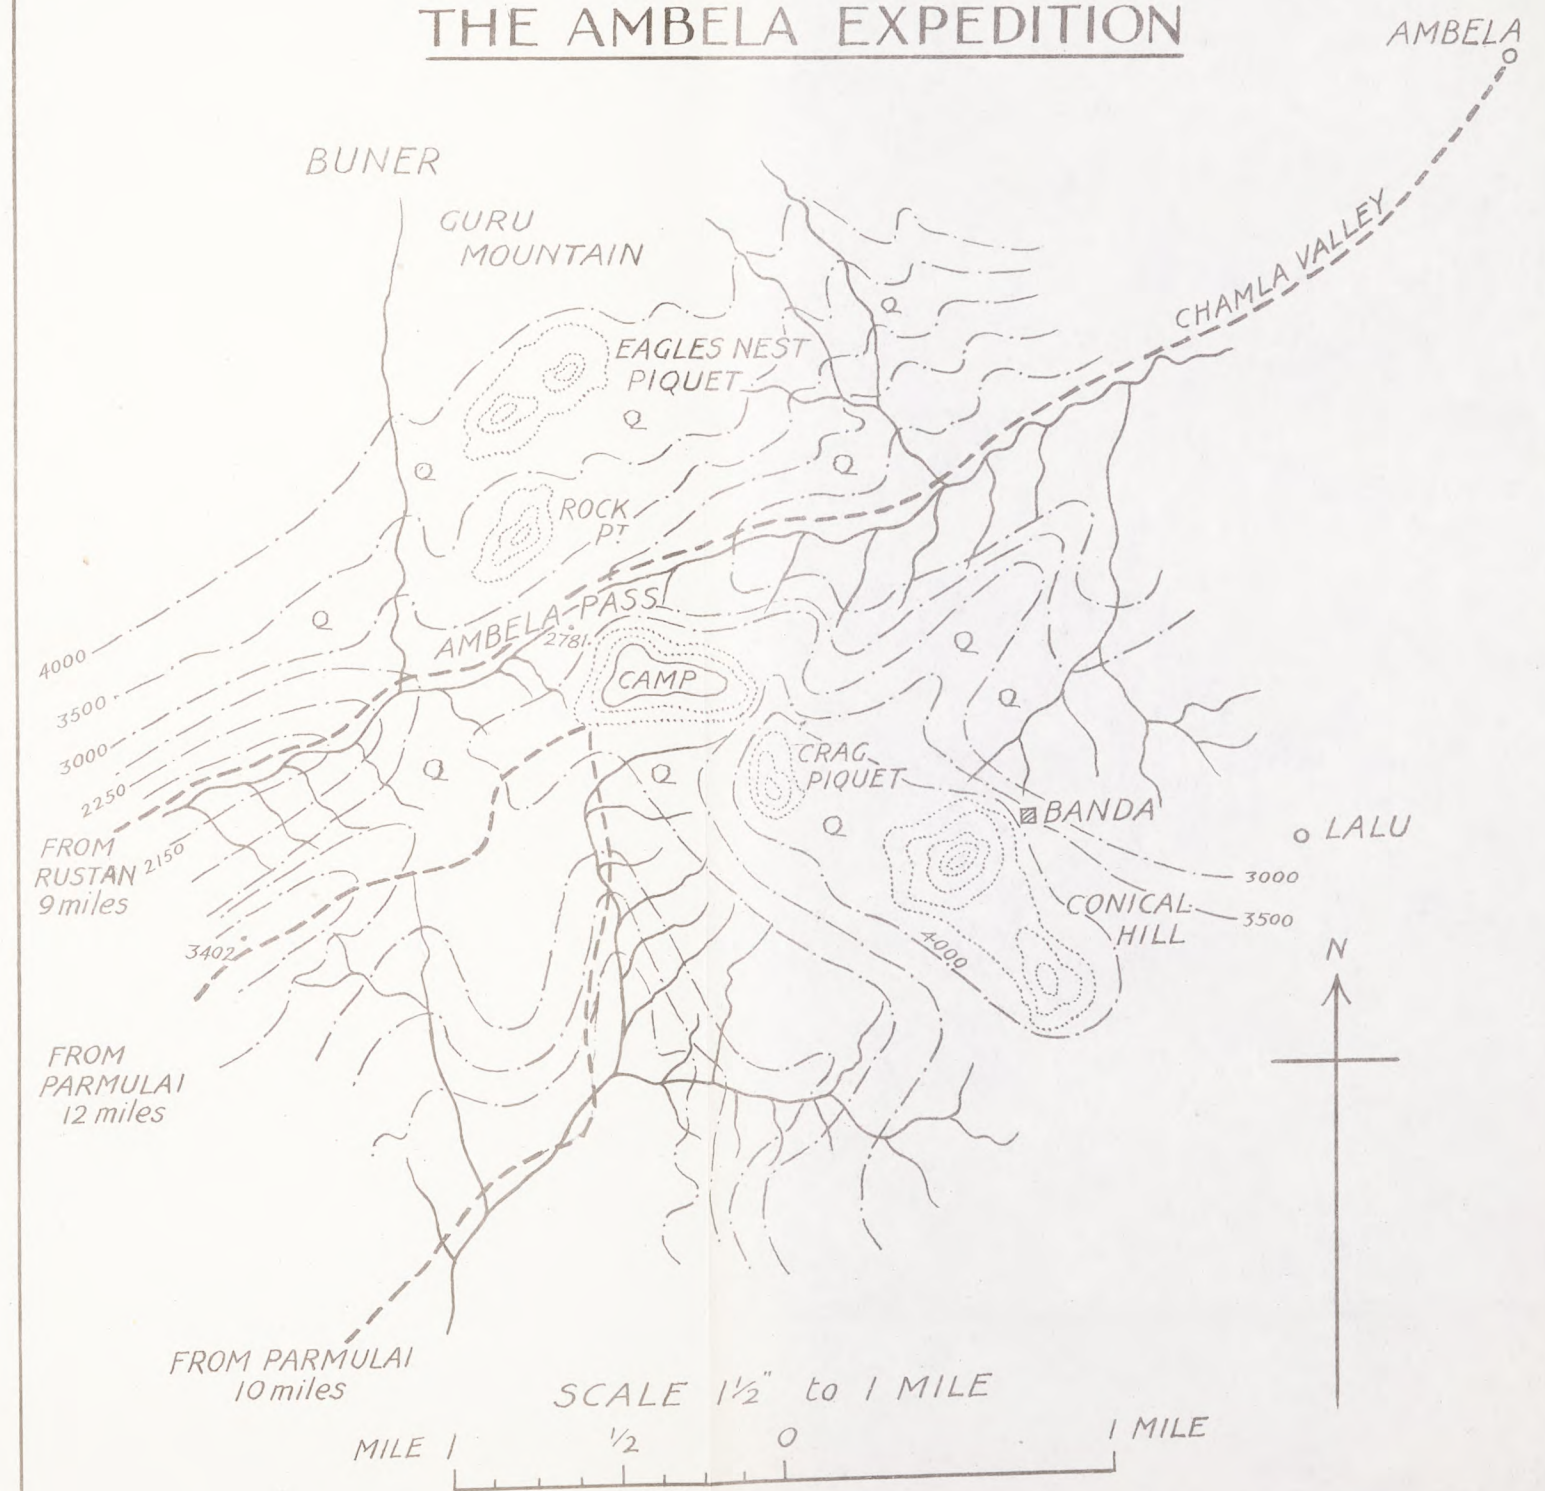 THE AMBELA EXPEDITION
AMBELA
BUNER
GURU
MOUNTAIN
CHAMLA VALLEY
Q
EAGLES NEST
PIQUET
Q
Q
Q
ROCK
PT
AMBELA PASS
2781
Q
4000
3500
3000
2250
2150
Q
Q
CAMP
Q
Q
CRAG
PIQUET
Q
BANDA
LALU
FROM
RUSTAN
9 miles
3000
3500
CONICAL
HILL
4000
3402
N
FROM
PARMULAI
12 miles
FROM PARMULAI
10 miles
SCALE 1½" to 1 MILE
MILE 1 ½ 0 1 MILE